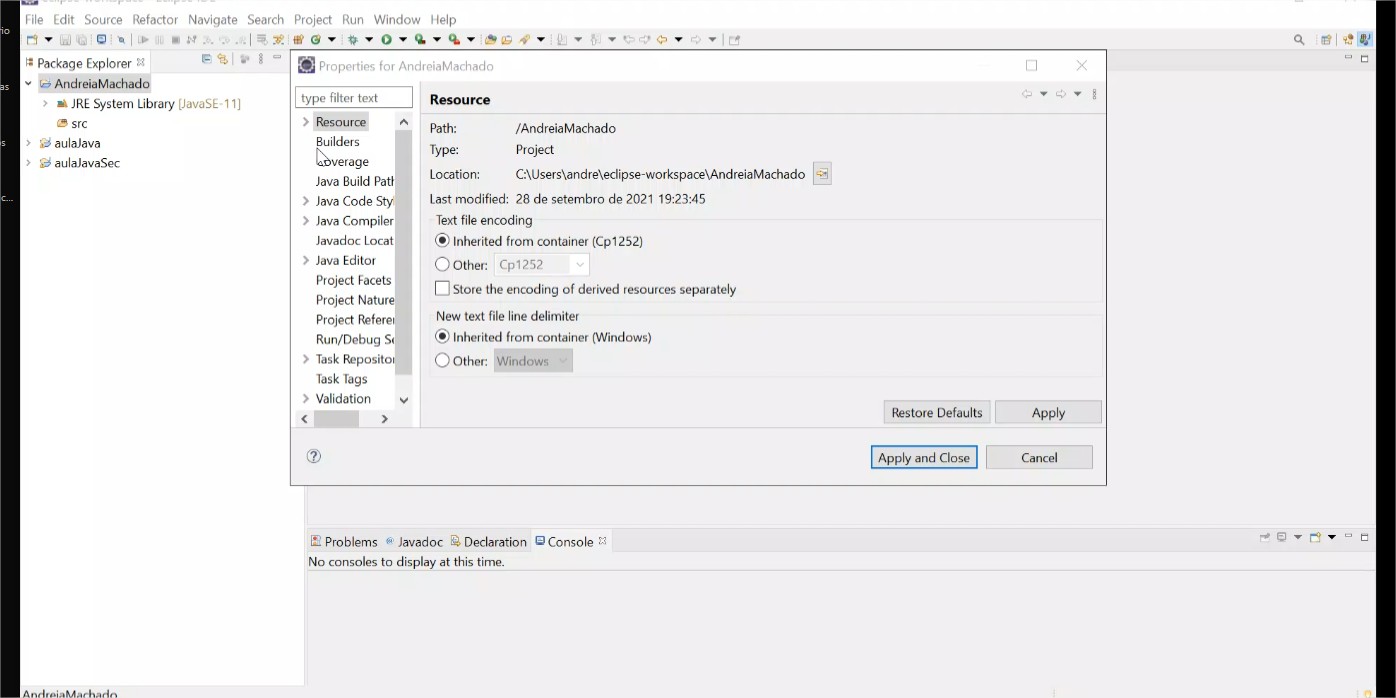 File Edit Source Refactor Navigate Search Project Run Window Help
Package Explorer
AndreiaMachado
JRE System Library [JavaSE-11]
src
aulaJava
aulaJavaSec
Properties for AndreiaMachado
type filter text
Resource
Builders
Coverage
Java Build Path
Java Code Sty
Java Compiler
Javadoc Locat
Java Editor
Project Facets
Project Nature
Project Refere
Run/Debug Se
Task Reposito
Task Tags
Validation
Resource
Path: /AndreiaMachado
Type: Project
Location: C:\Users\andre\eclipse-workspace\AndreiaMachado
Last modified: 28 de setembro de 2021 19:23:45
Text file encoding
Inherited from container (Cp1252)
Other: Cp1252
Store the encoding of derived resources separately
New text file line delimiter
Inherited from container (Windows)
Other: Windows
Restore Defaults Apply
Apply and Close Cancel
Problems Javadoc Declaration Console
No consoles to display at this time.
AndreiaMachado